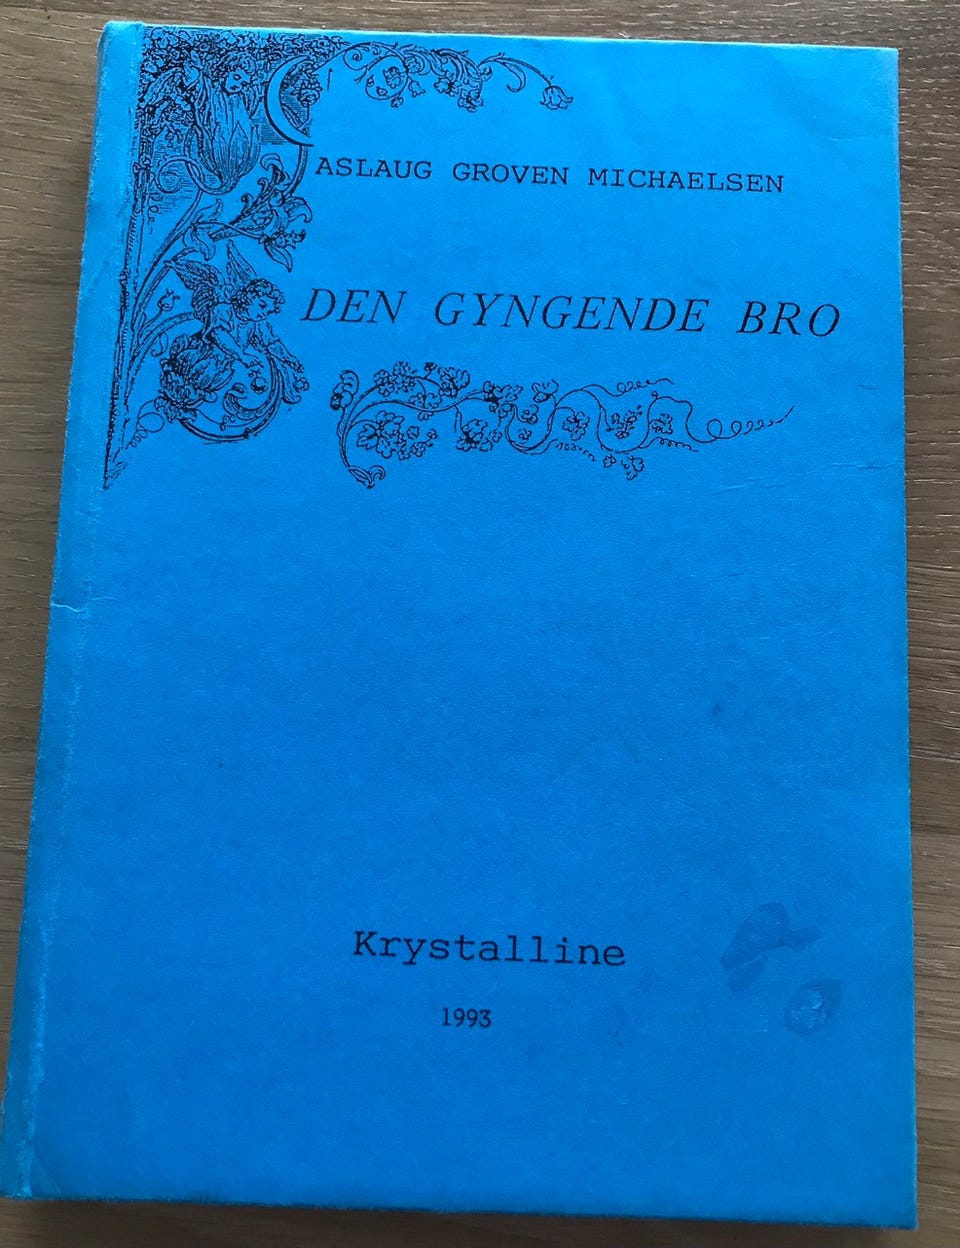 ASLAUG GROVEN MICHAELSEN
DEN GYNGENDE BRO
Krystalline
1993